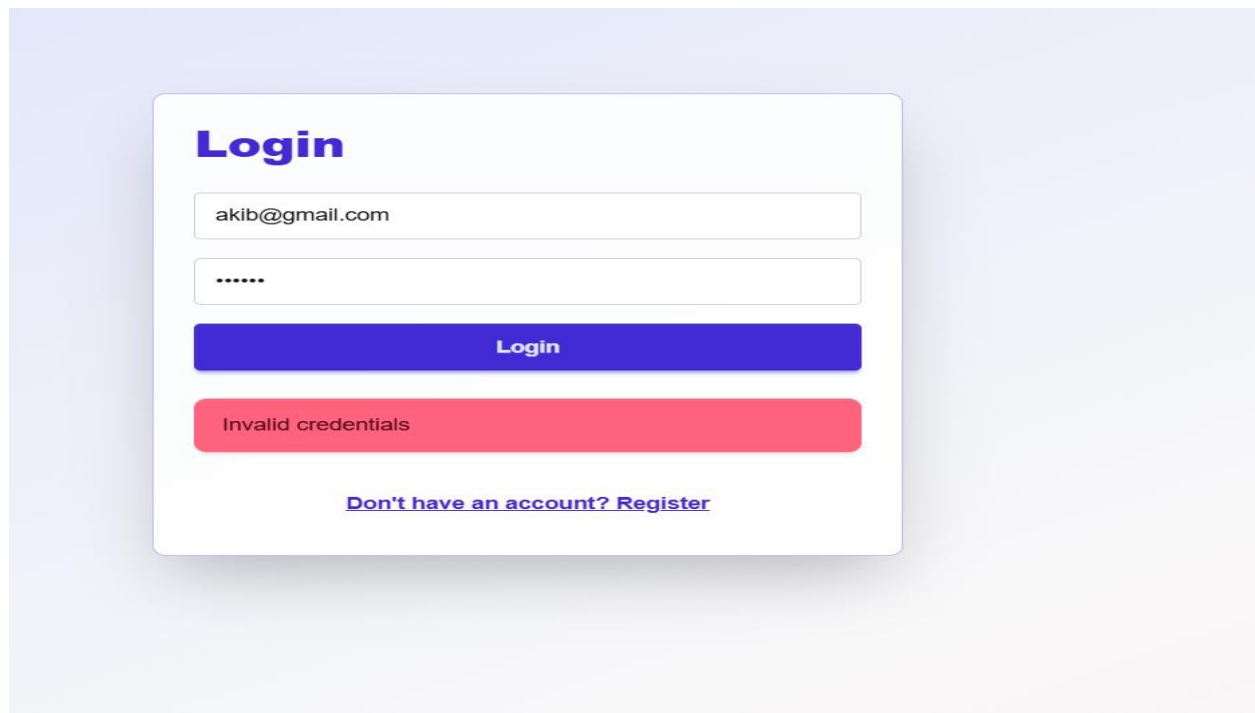 Login
akib@gmail.com
••••••
Login
Invalid credentials
Don't have an account? Register